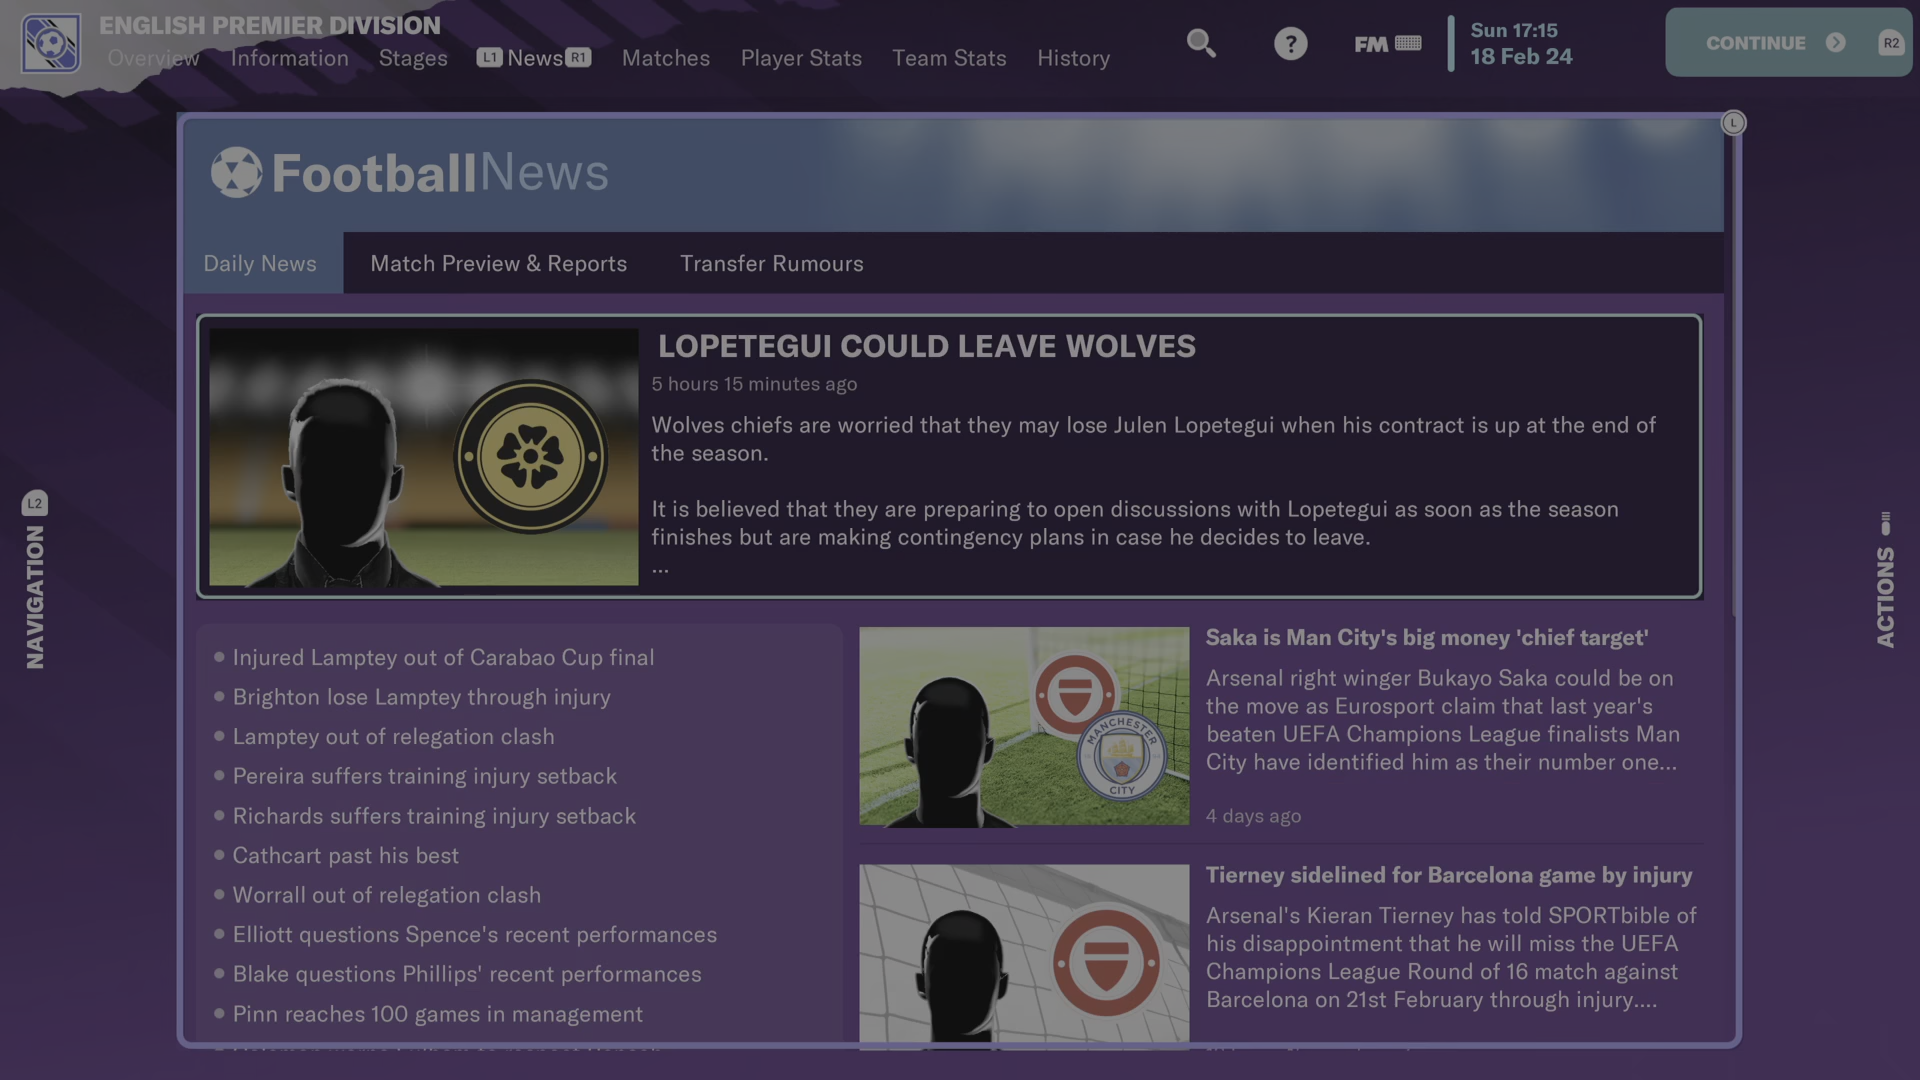 ENGLISH PREMIER DIVISION
Overview Information Stages L1 News R1 Matches Player Stats Team Stats History
? FM Sun 17:15
18 Feb 24
CONTINUE R2
L
FootballNews
Daily News Match Preview & Reports Transfer Rumours
LOPETEGUI COULD LEAVE WOLVES
5 hours 15 minutes ago
Wolves chiefs are worried that they may lose Julen Lopetegui when his contract is up at the end of
the season.
It is believed that they are preparing to open discussions with Lopetegui as soon as the season
finishes but are making contingency plans in case he decides to leave.
...
L2
NAVIGATION
ACTIONS
Injured Lamptey out of Carabao Cup final
Brighton lose Lamptey through injury
Lamptey out of relegation clash
Pereira suffers training injury setback
Richards suffers training injury setback
Cathcart past his best
Worrall out of relegation clash
Elliott questions Spence's recent performances
Blake questions Phillips' recent performances
Pinn reaches 100 games in management
MANCHESTER
CITY
Saka is Man City's big money 'chief target'
Arsenal right winger Bukayo Saka could be on
the move as Eurosport claim that last year's
beaten UEFA Champions League finalists Man
City have identified him as their number one...
4 days ago
Tierney sidelined for Barcelona game by injury
Arsenal's Kieran Tierney has told SPORTbible of
his disappointment that he will miss the UEFA
Champions League Round of 16 match against
Barcelona on 21st February through injury....